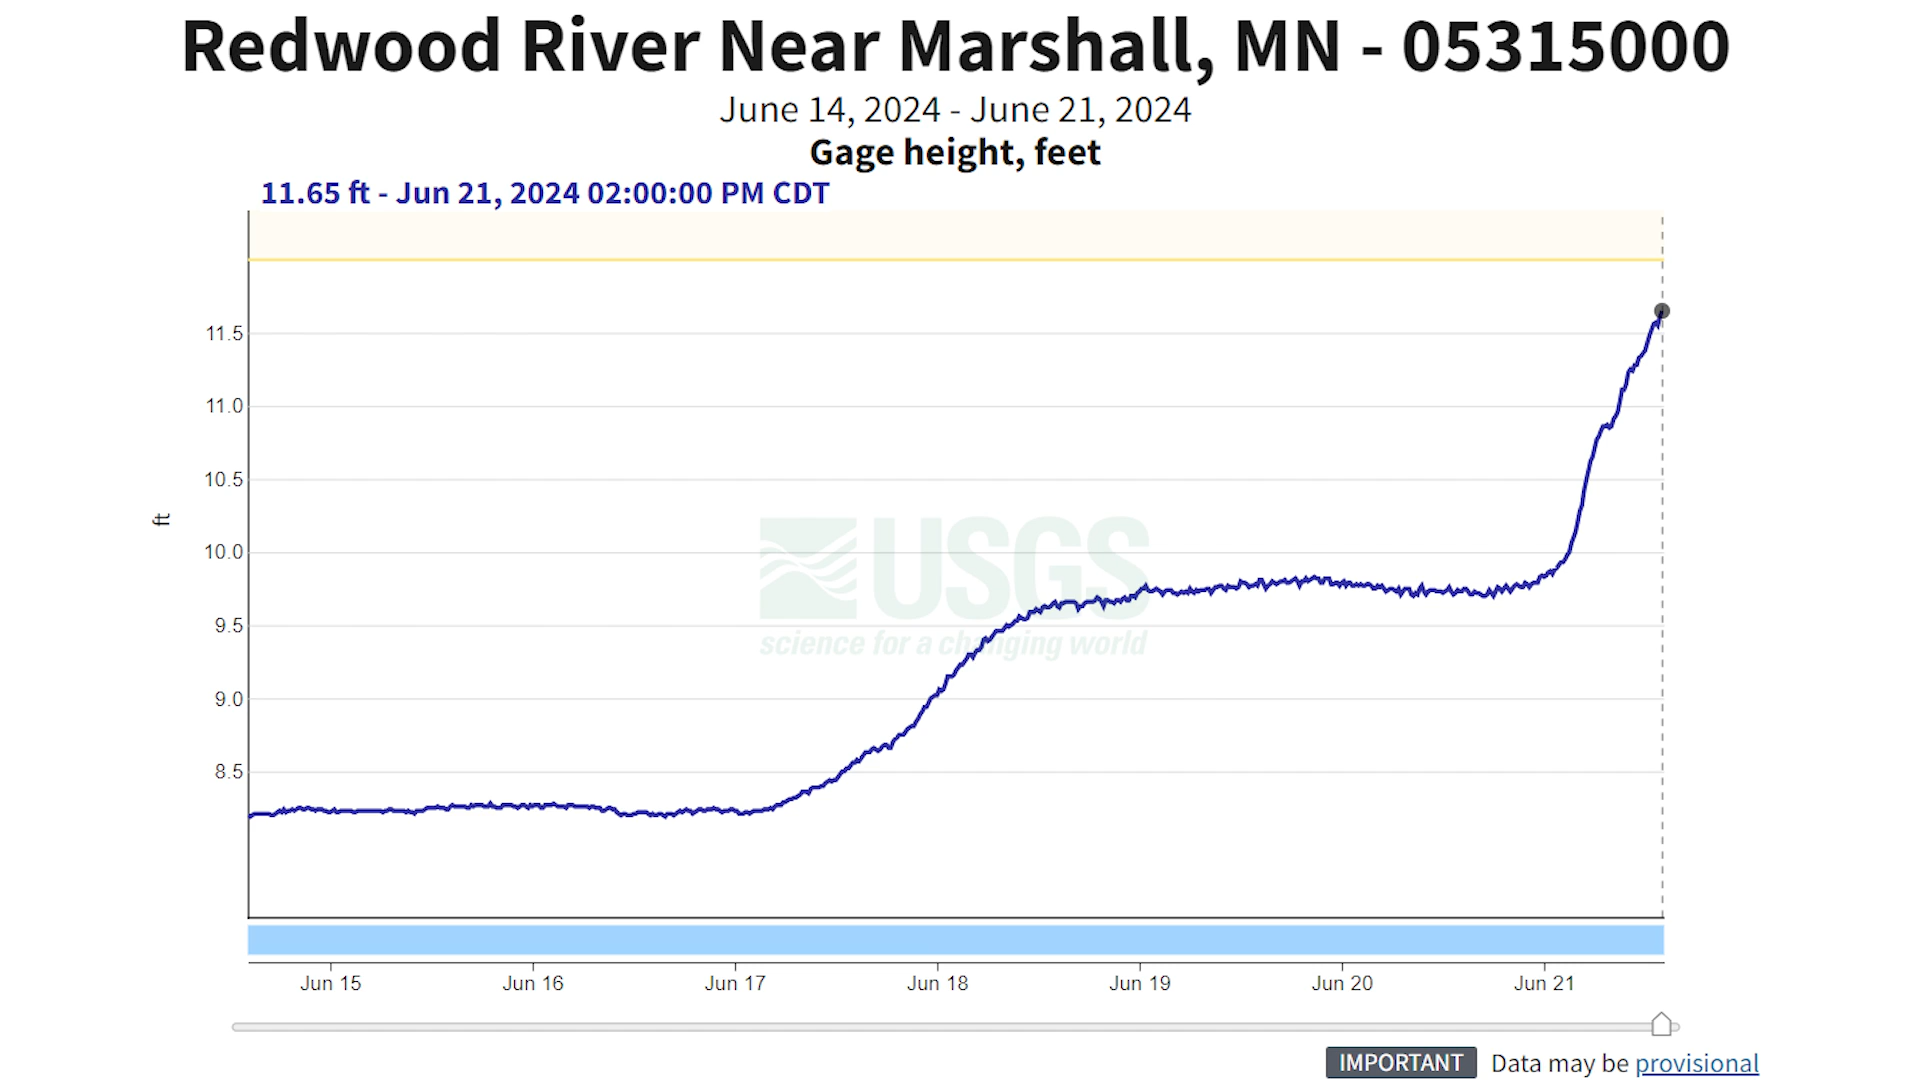 Redwood River Near Marshall, MN - 05315000
June 14, 2024 - June 21, 2024
Gage height, feet
11.65 ft - Jun 21, 2024 02:00:00 PM CDT
11.5
11.0
10.5
10.0
9.5
9.0
8.5
ft
USGS
science for a changing world
Jun 15 Jun 16 Jun 17 Jun 18 Jun 19 Jun 20 Jun 21
IMPORTANT Data may be provisional